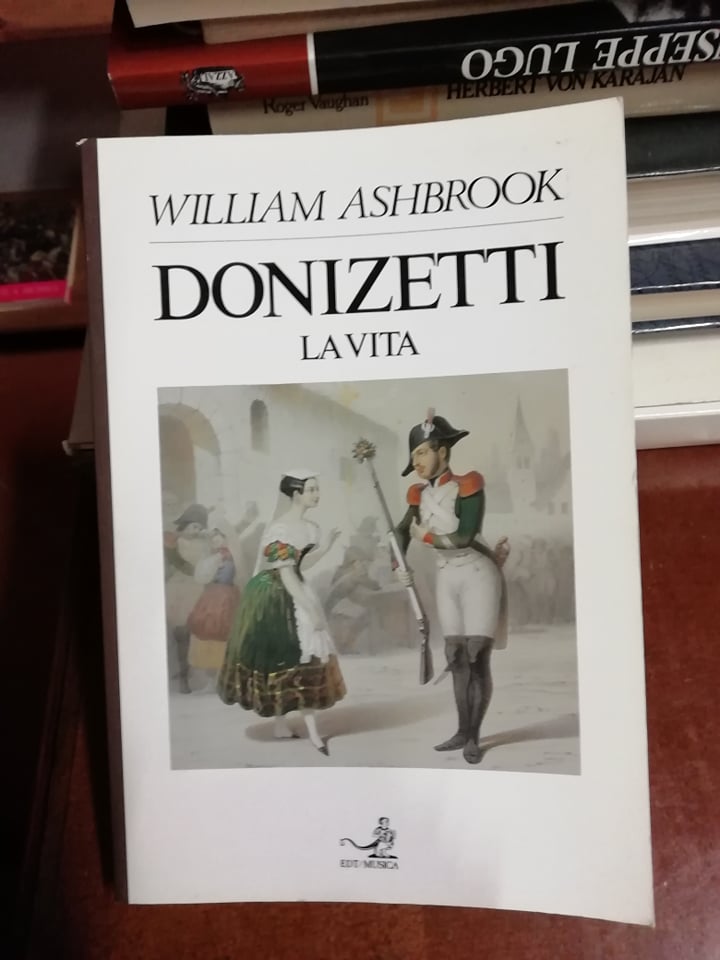 SEPPE LUGO
Roger Vaughan
HERBERT VON KARAJAN
WILLIAM ASHBROOK
DONIZETTI
LA VITA
EDT/MUSICA